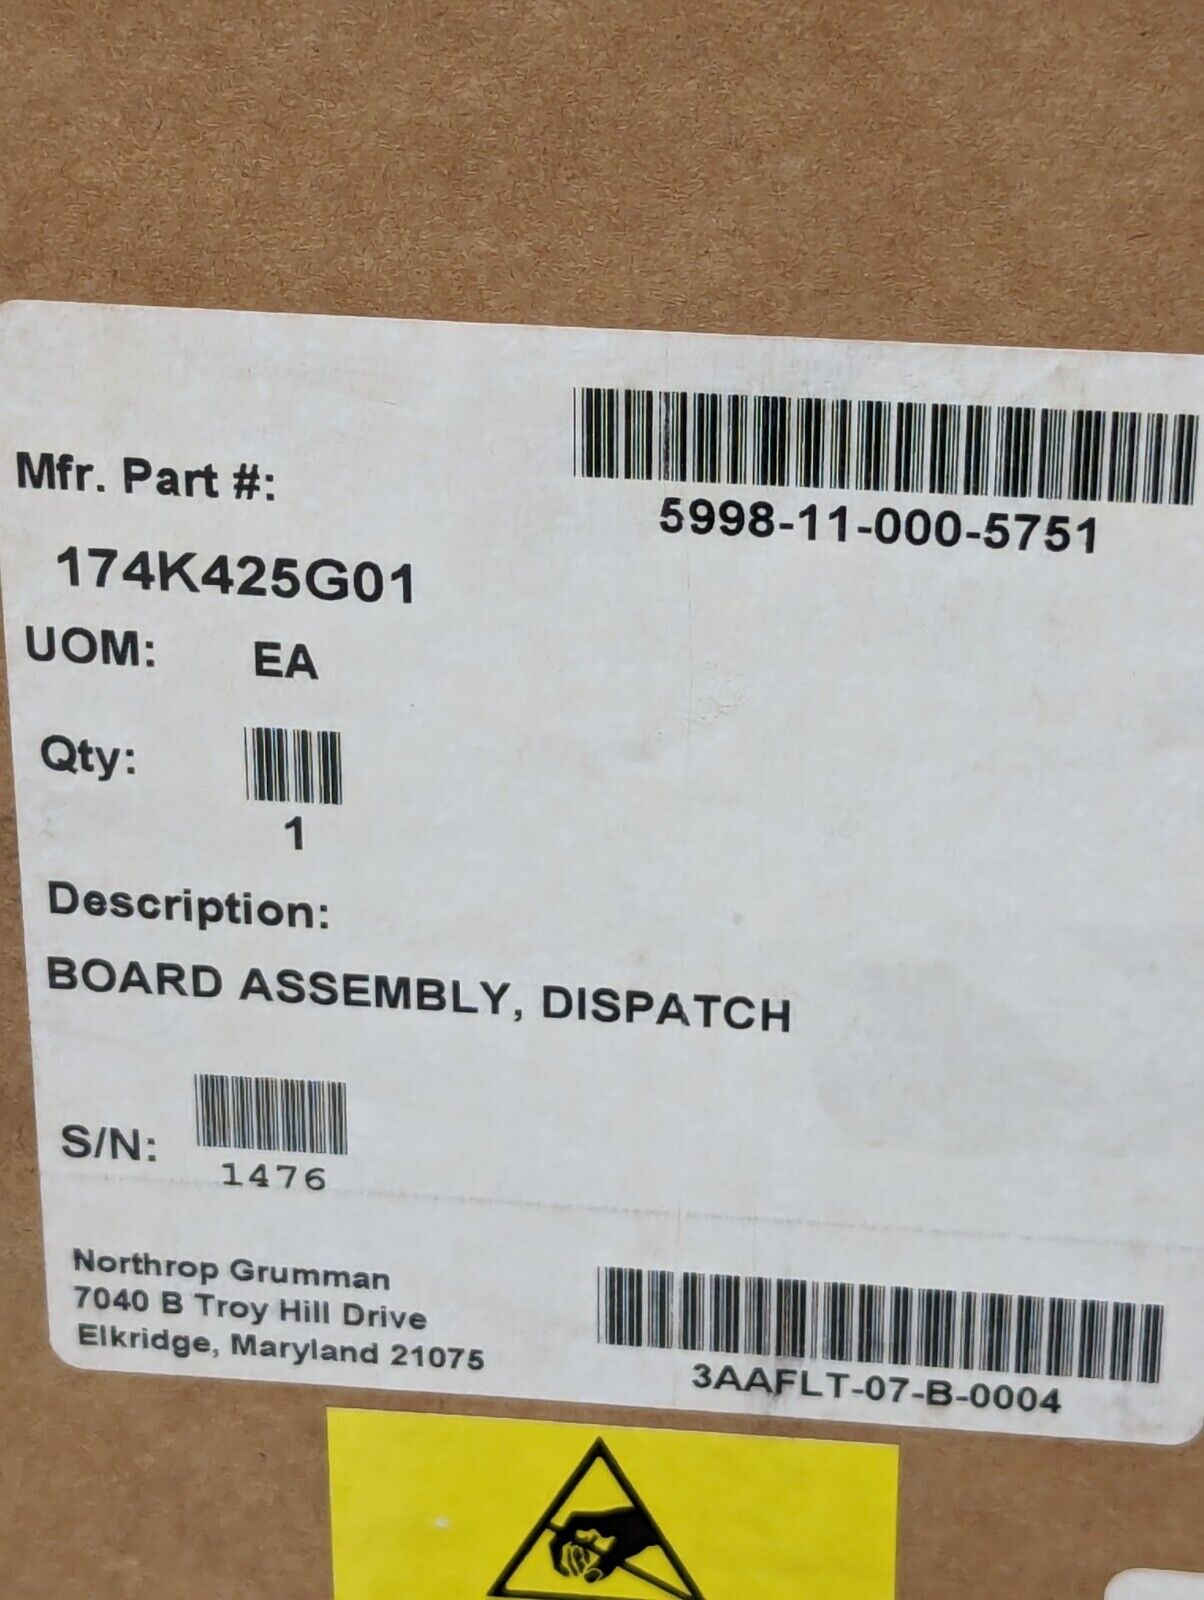 5998-11-000-5751
Mfr. Part #:
174K425G01
UOM: EA
Qty:
1
Description:
BOARD ASSEMBLY, DISPATCH
S/N:
1476
Northrop Grumman
7040 B Troy Hill Drive
Elkridge, Maryland 21075
3AAFLT-07-B-0004